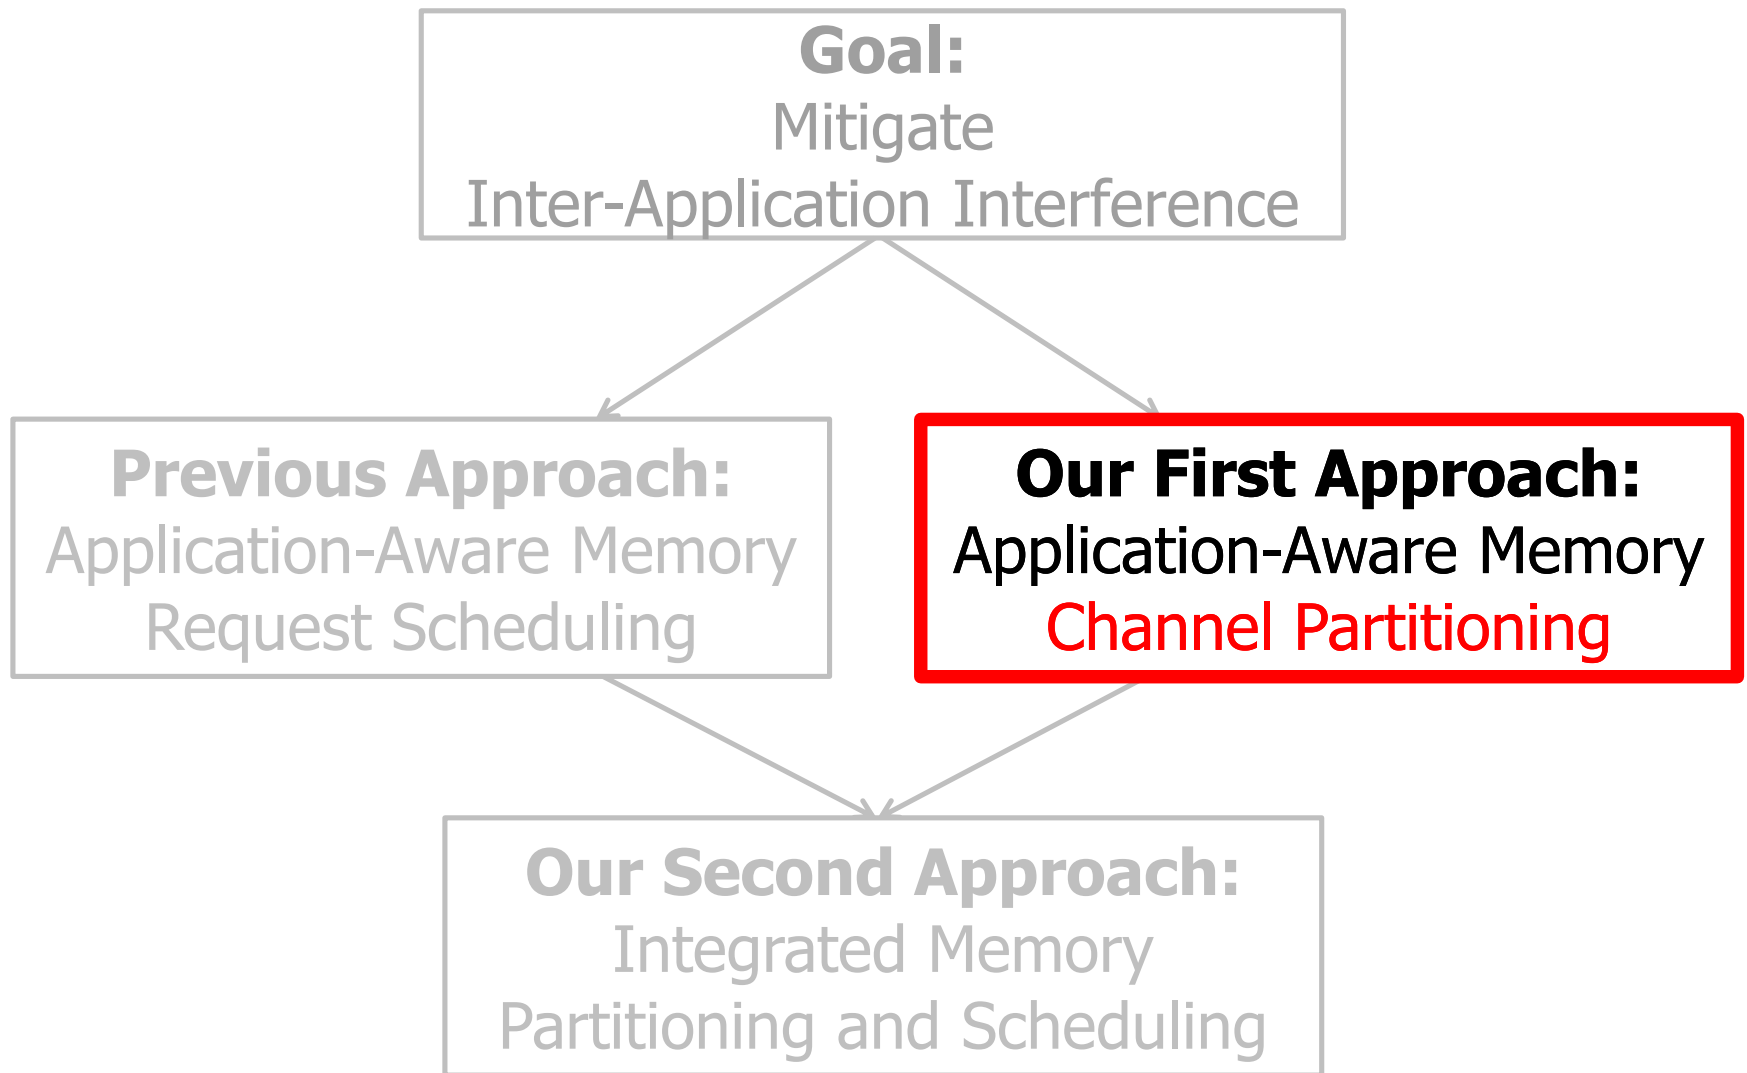 Goal:
Mitigate
Inter-Application Interference
Previous Approach:
Application-Aware Memory
Request Scheduling
Our First Approach:
Application-Aware Memory
Channel Partitioning
Our Second Approach:
Integrated Memory
Partitioning and Scheduling